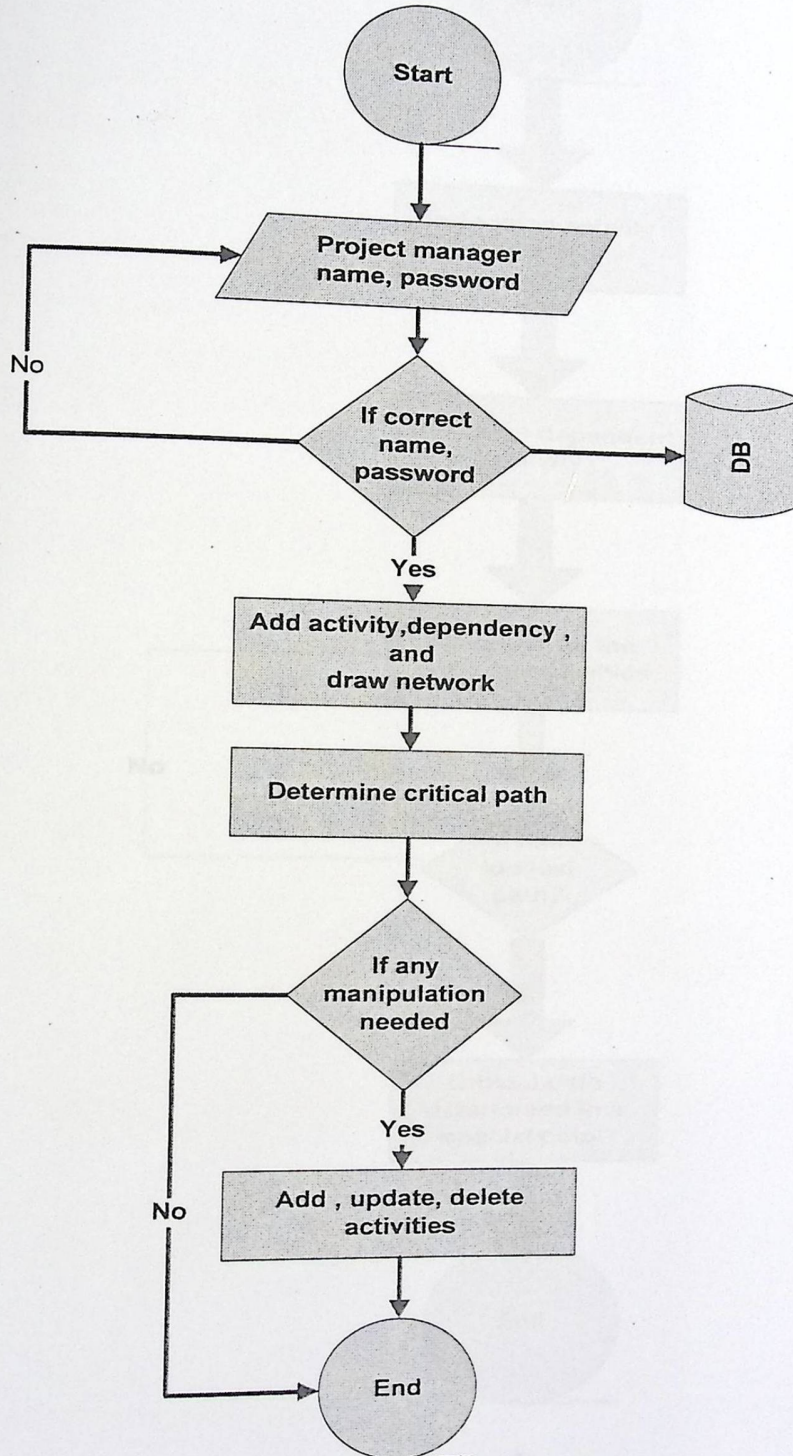 Start
Project manager
name, password
No
If correct
name,
password
DB
Yes
Add activity,dependency ,
and
draw network
Determine critical path
If any
manipulation
needed
Yes
No
Add , update, delete
activities
End